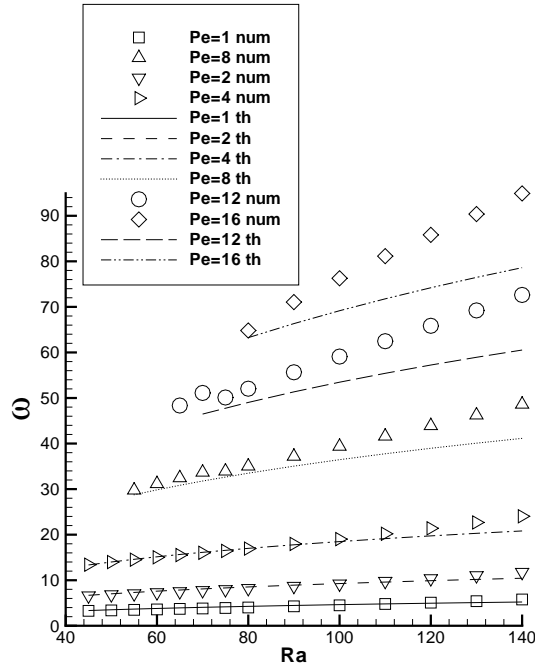 Pe=1 num
Pe=8 num
Pe=2 num
Pe=4 num
Pe=1 th
Pe=2 th
Pe=4 th
Pe=8 th
Pe=12 num
Pe=16 num
Pe=12 th
Pe=16 th
90
80
70
60
50
40
30
20
10
0
ω
40 60 80 100 120 140
Ra